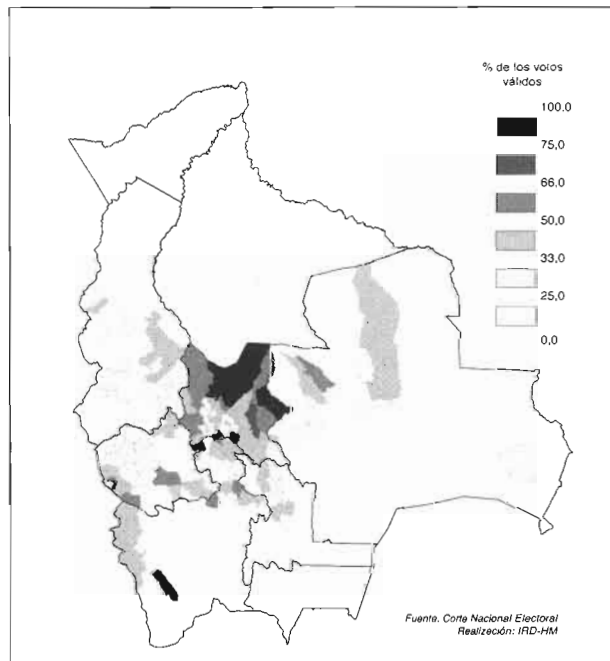 % de los votos
válidos
100,0
75,0
66,0
50,0
33,0
25,0
0,0
Fuente. Corte Nacional Electoral
Realización: IRD-HM